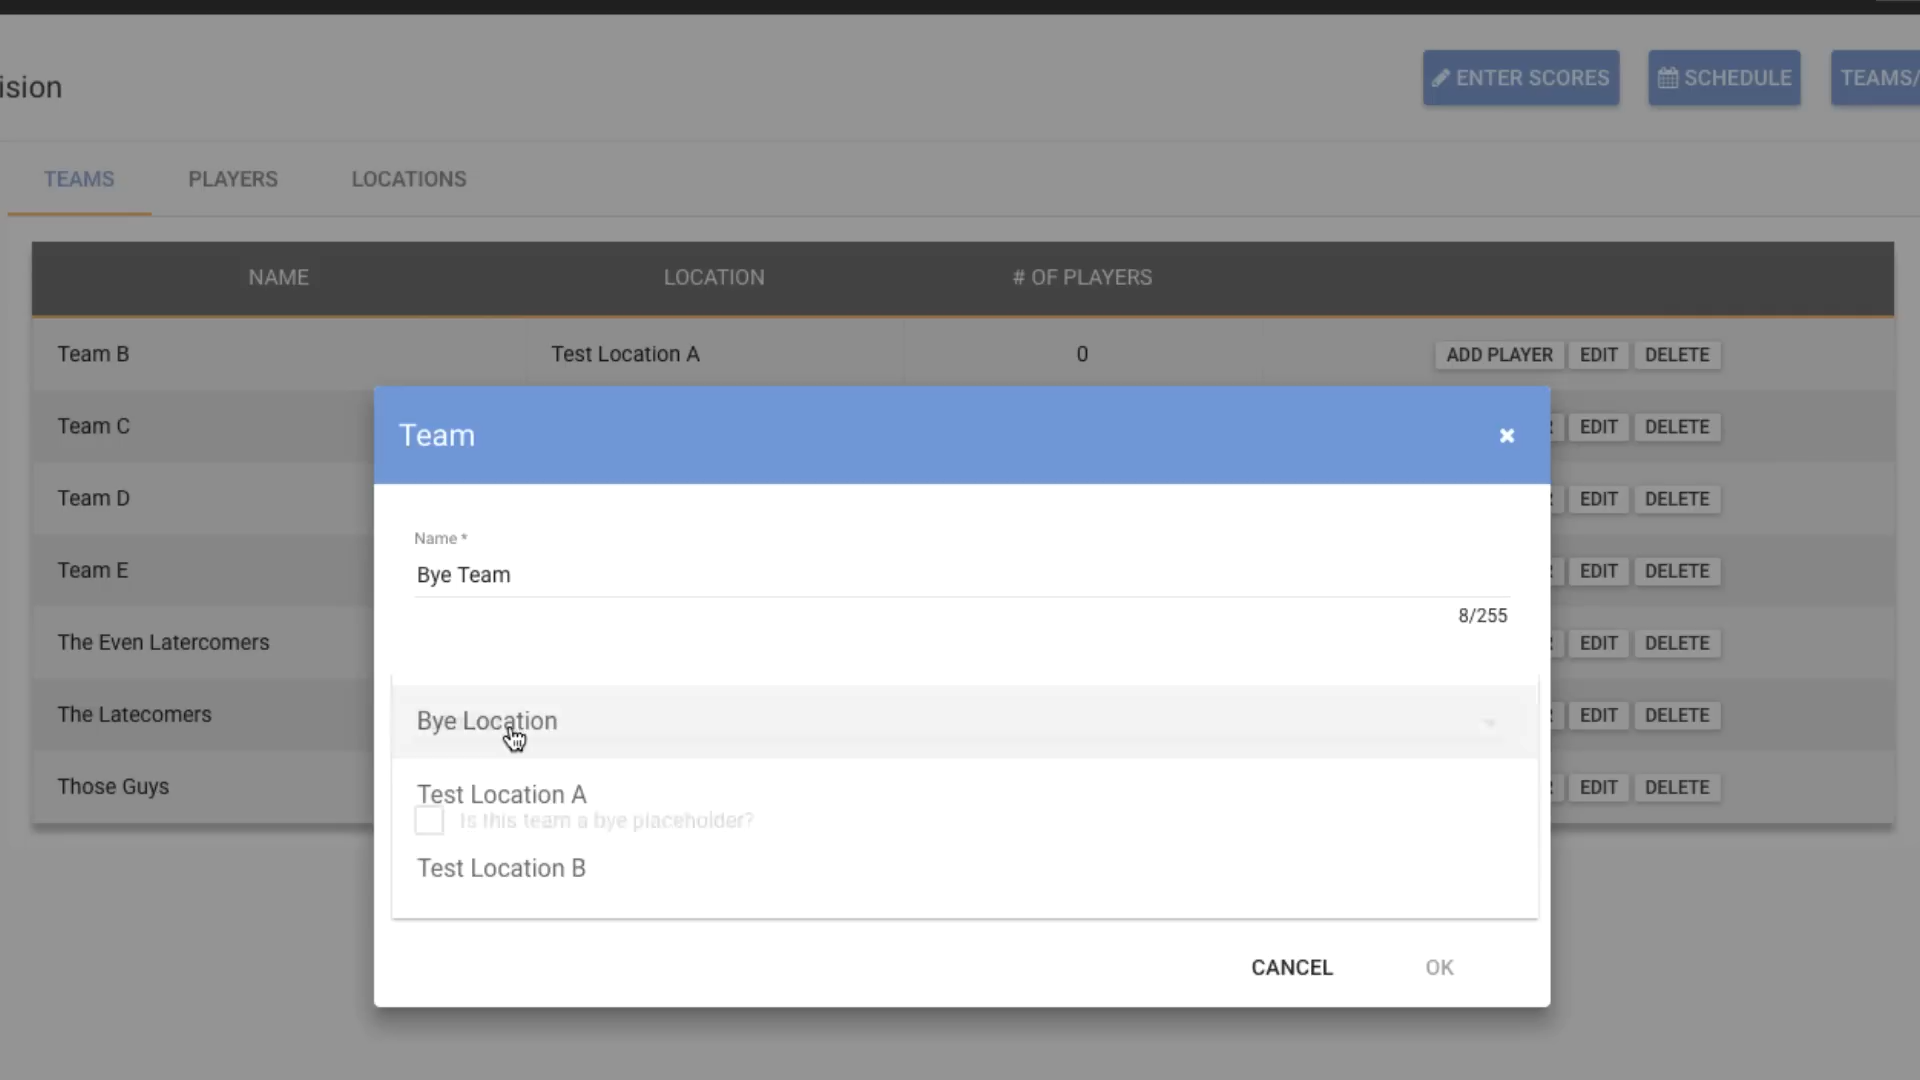 ision
ENTER SCORES
SCHEDULE
TEAMS/
TEAMS PLAYERS LOCATIONS
NAME LOCATION # OF PLAYERS
Team B Test Location A 0 ADD PLAYER EDIT DELETE
Team C EDIT DELETE
Team D EDIT DELETE
Team E EDIT DELETE
The Even Latercomers EDIT DELETE
The Latecomers EDIT DELETE
Those Guys EDIT DELETE
Team
Name *
Bye Team
8/255
Bye Location
Test Location A
Is this team a bye placeholder?
Test Location B
CANCEL OK